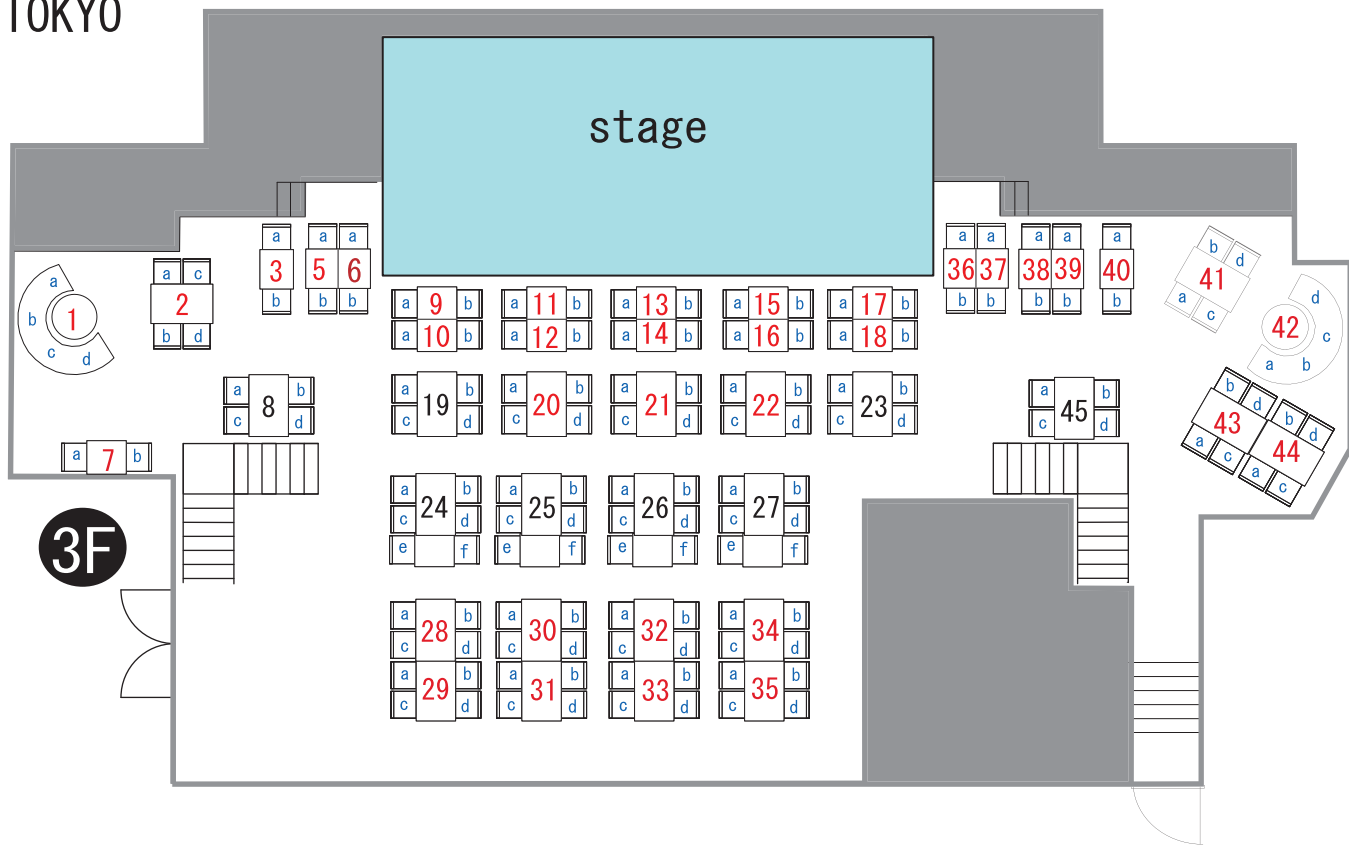 TOKYO
stage
a a a a a a a a a
3 5 6 36 37 38 39 40
b b b b b b b b
a c
2
b d
a b c d
1
b d
41
a c
d c b a
42
a 9 b a 11 b a 13 b a 15 b a 17 b
a 10 b a 12 b a 14 b a 16 b a 18 b
a b
8
c d
a b a b a b a b a b
19 20 21 22 23
c d c d c d c d c d
a b
45
c d
b d
43
a c
b d
44
a c
a 7 b
3F
a b a b a b a b
24 25 26 27
c d c d c d c d
e f e f e f e f
a b a b a b a b
28 30 32 34
c d c d c d c d
a b a b a b a b
29 31 33 35
c d c d c d c d